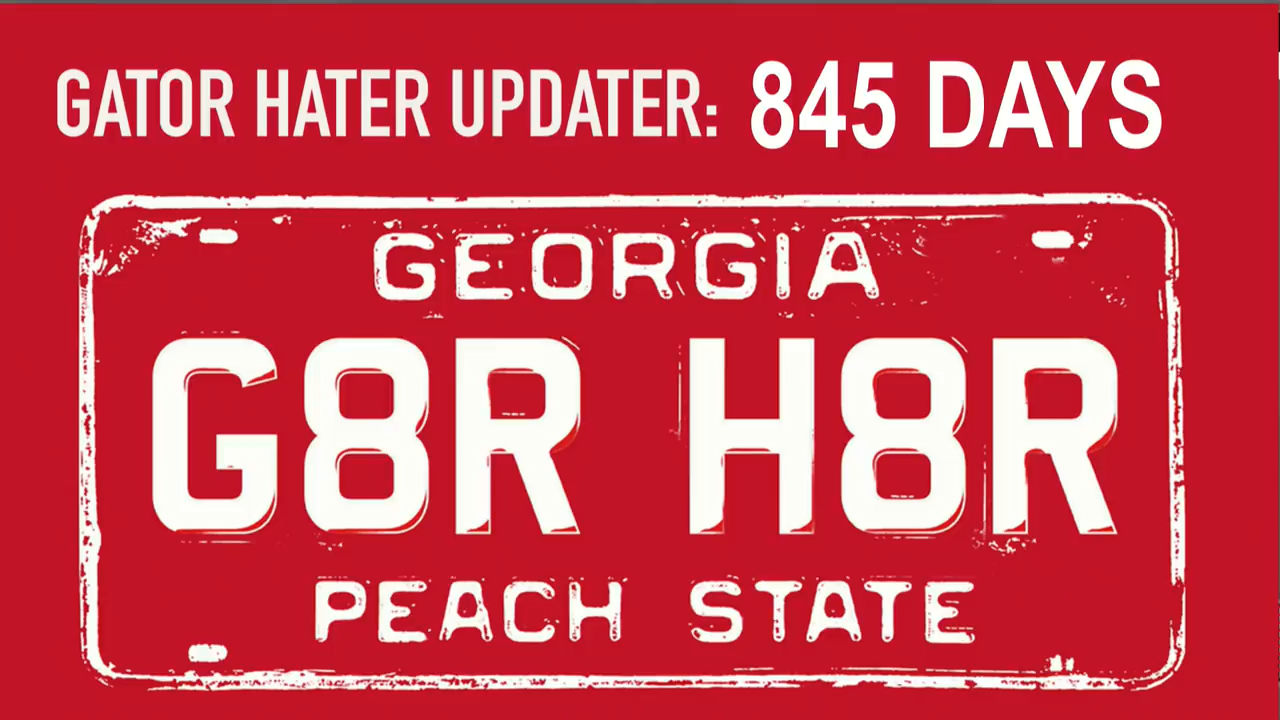 GATOR HATER UPDATER: 845 DAYS
GEORGIA
G8R H8R
PEACH STATE